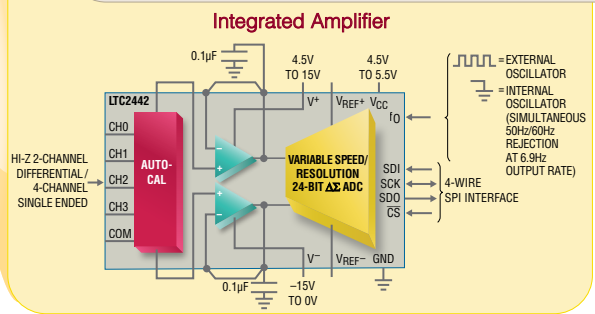 Integrated Amplifier
0.1µF
4.5V
TO 15V
4.5V
TO 5.5V
LTC2442
V+
VREF+
VCC
fO
CH0
CH1
CH2
CH3
COM
HI-Z 2-CHANNEL
DIFFERENTIAL/
4-CHANNEL
SINGLE ENDED
AUTO-
CAL
–
+
+
–
VARIABLE SPEED/
RESOLUTION
24-BIT ΔΣ ADC
SDI
SCK
SDO
CS
4-WIRE
SPI INTERFACE
= EXTERNAL
OSCILLATOR
= INTERNAL
OSCILLATOR
(SIMULTANEOUS
50Hz/60Hz
REJECTION
AT 6.9Hz
OUTPUT RATE)
V–
VREF–
GND
0.1µF
–15V
TO 0V